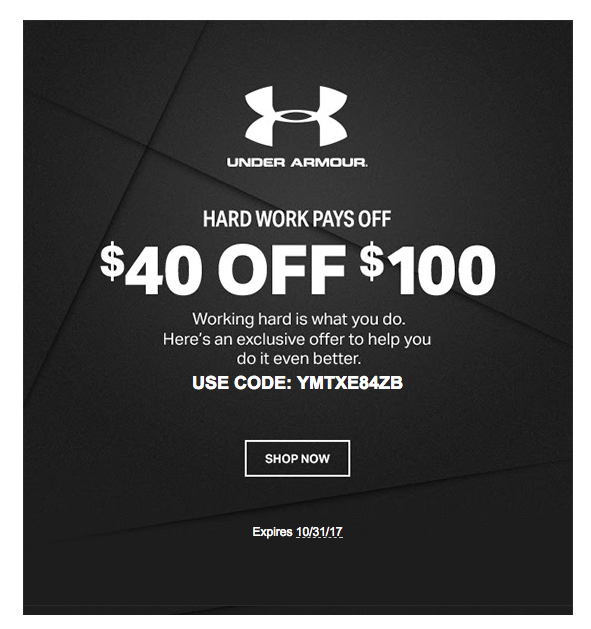 UNDER ARMOUR.
HARD WORK PAYS OFF
$40 OFF $100
Working hard is what you do.
Here's an exclusive offer to help you
do it even better.
USE CODE: YMTXE84ZB
SHOP NOW
Expires 10/31/17